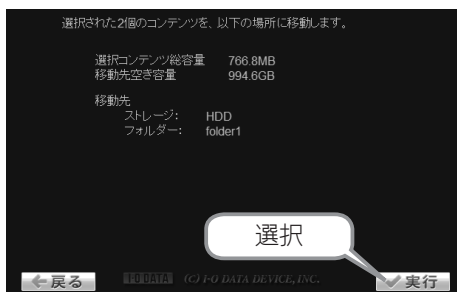 選択された2個のコンテンツを、以下の場所に移動します。
選択コンテンツ総容量 766.8MB
移動先空き容量 994.6GB
移動先
ストレージ: HDD
フォルダー: folder1
選択
戻る I-O DATA (C) I-O DATA DEVICE, INC. 実行